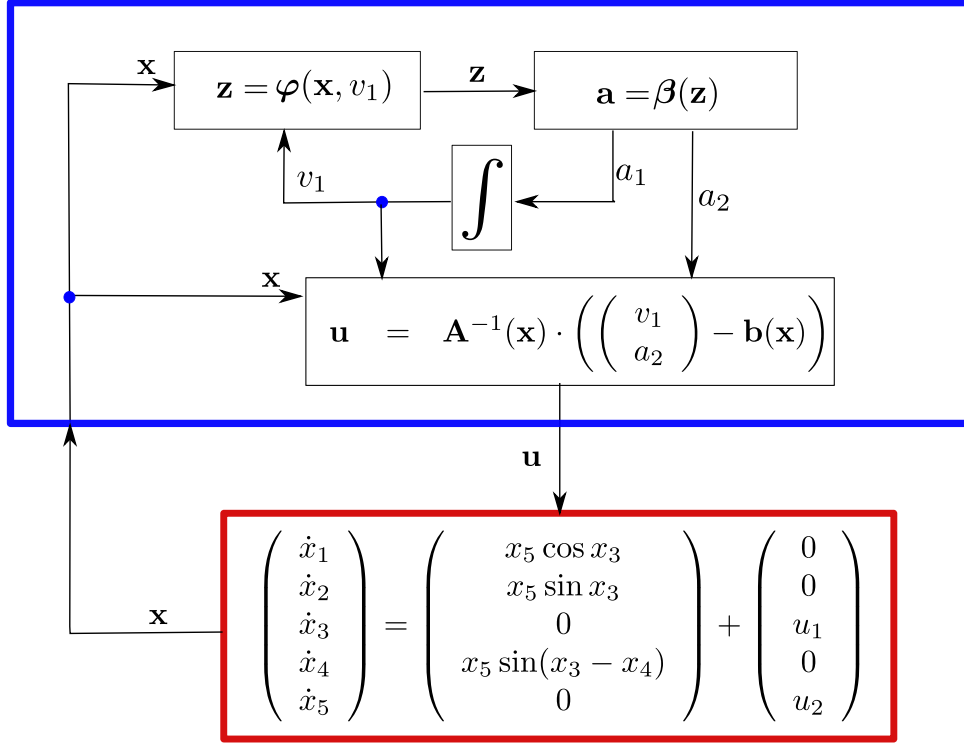 x
z = φ(x, v₁)
z
a = β(z)
v₁
∫
a₁
a₂
x
u = A⁻¹(x) · ( ( v₁
a₂ ) − b(x) )
u
x
( ẋ₁
ẋ₂
ẋ₃
ẋ₄
ẋ₅ )
=
( x₅ cos x₃
x₅ sin x₃
0
x₅ sin(x₃ − x₄)
0 )
+
( 0
0
u₁
0
u₂ )